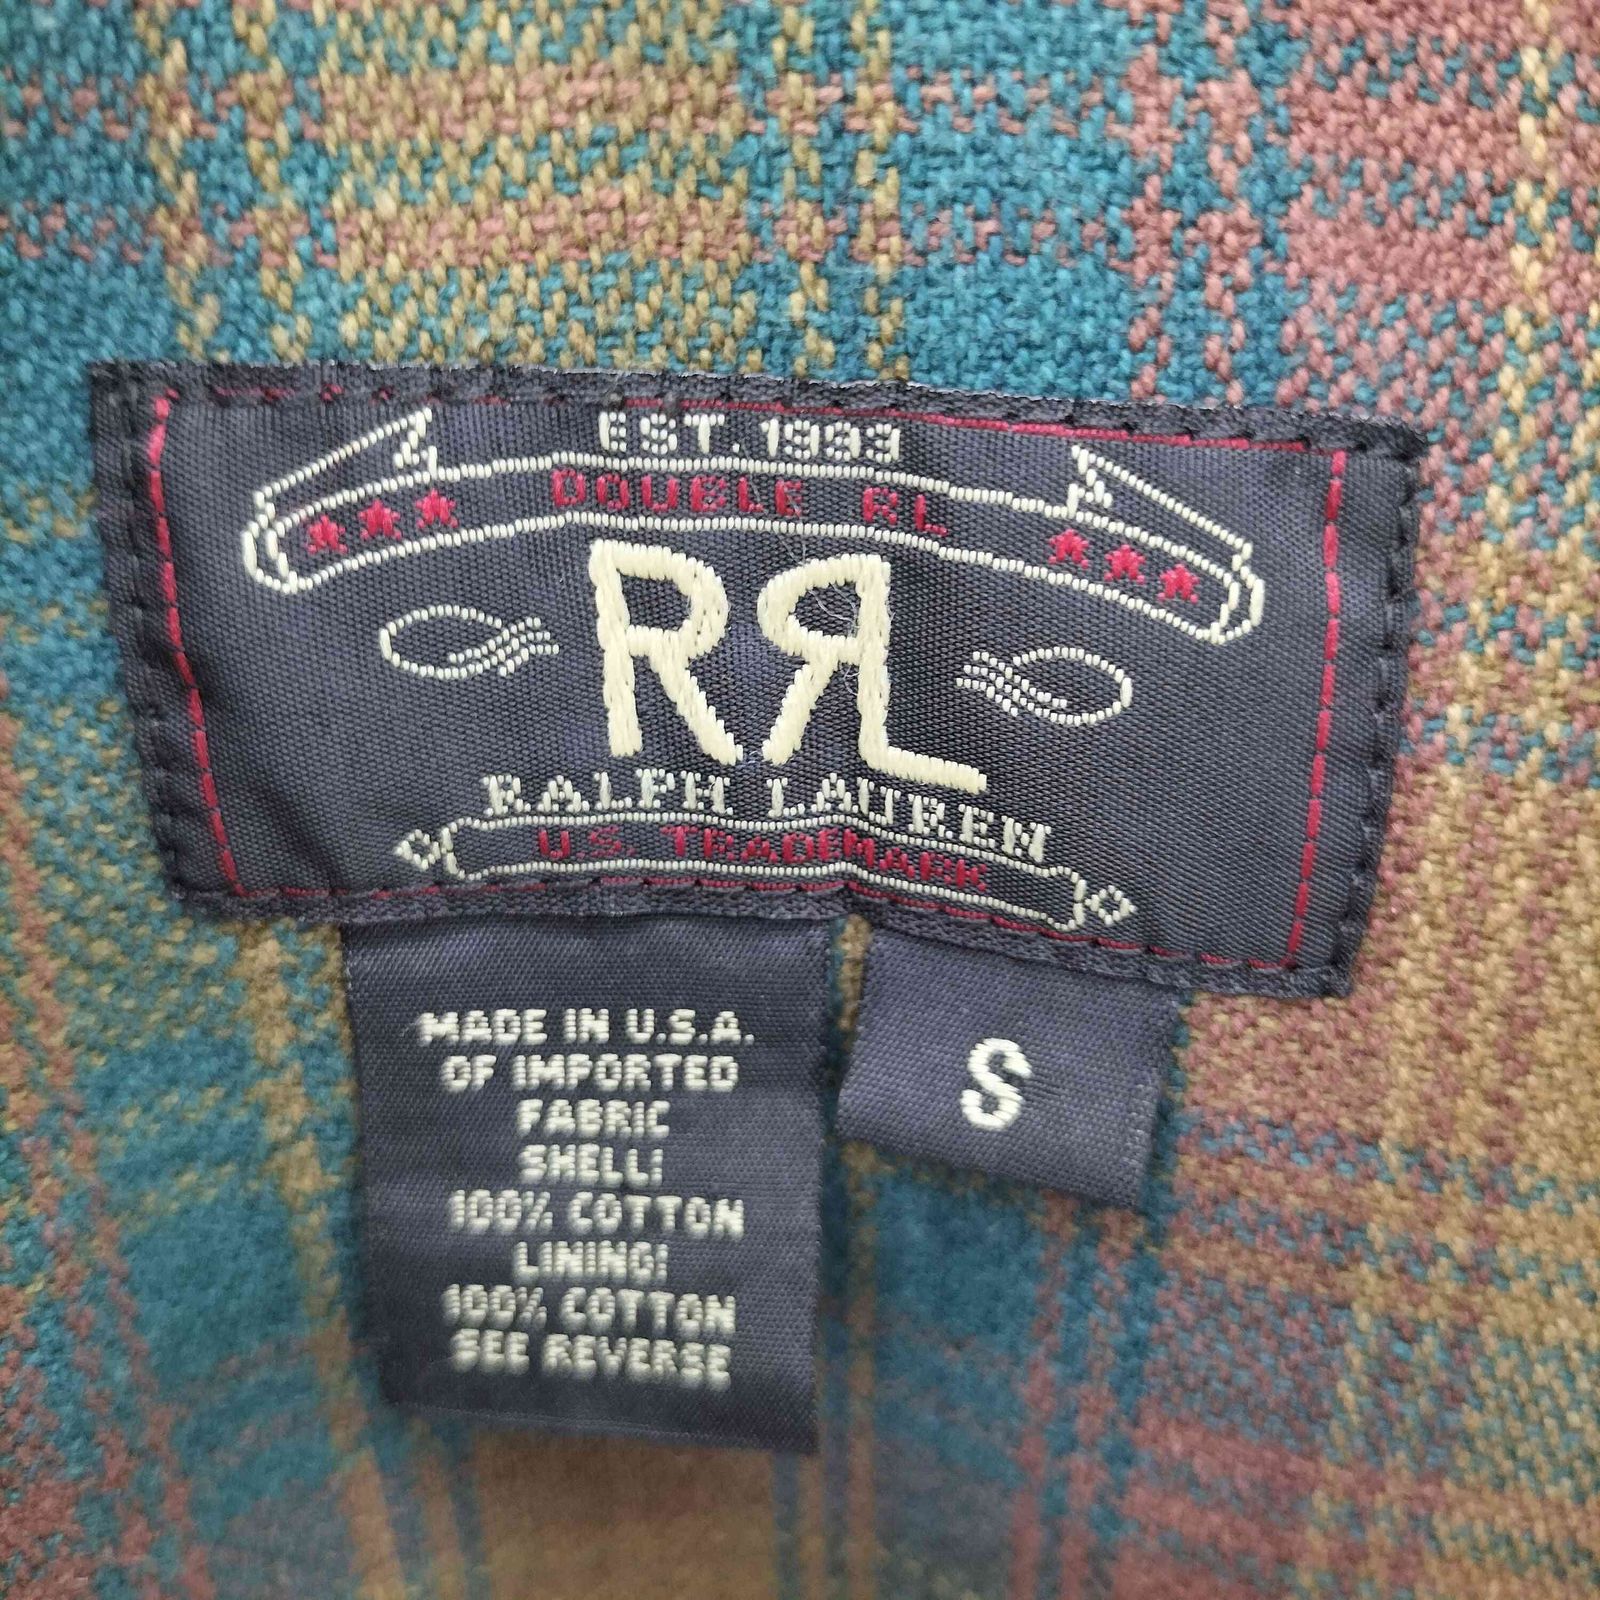 EST. 1993
DOUBLE RL
RRL
RALPH LAUREN
U.S. TRADEMARK
MADE IN U.S.A.
OF IMPORTED
FABRIC
SHELL:
100% COTTON
LINING:
100% COTTON
SEE REVERSE
S